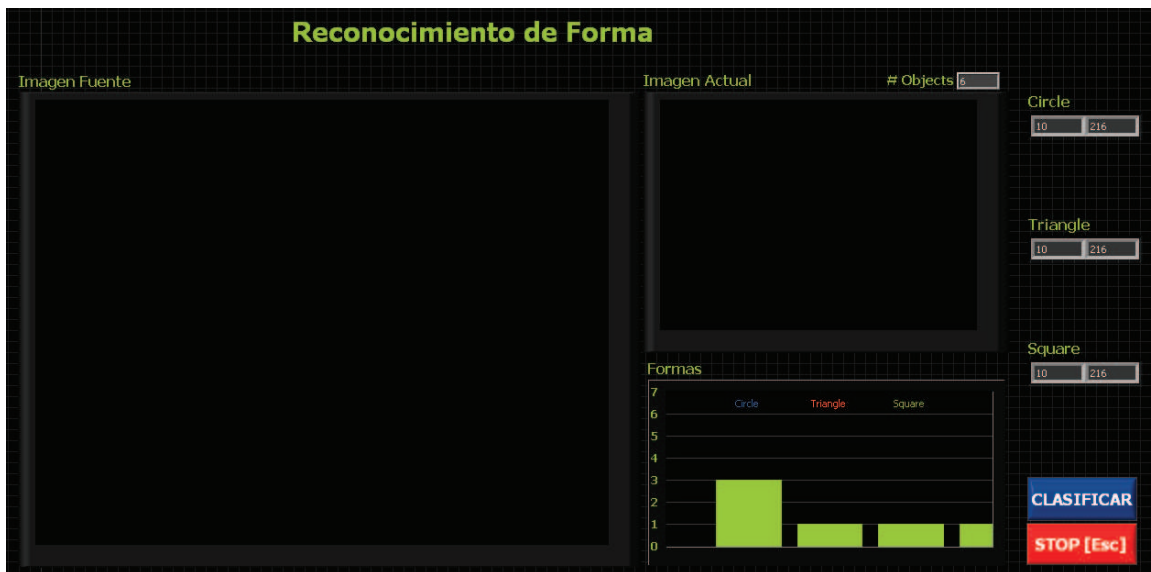 Reconocimiento de Forma
Imagen Fuente
Imagen Actual
# Objects 6
Circle
10 216
Triangle
10 216
Square
10 216
Formas
7
6
5
4
3
2
1
0
Circle Triangle Square
CLASIFICAR
STOP [Esc]